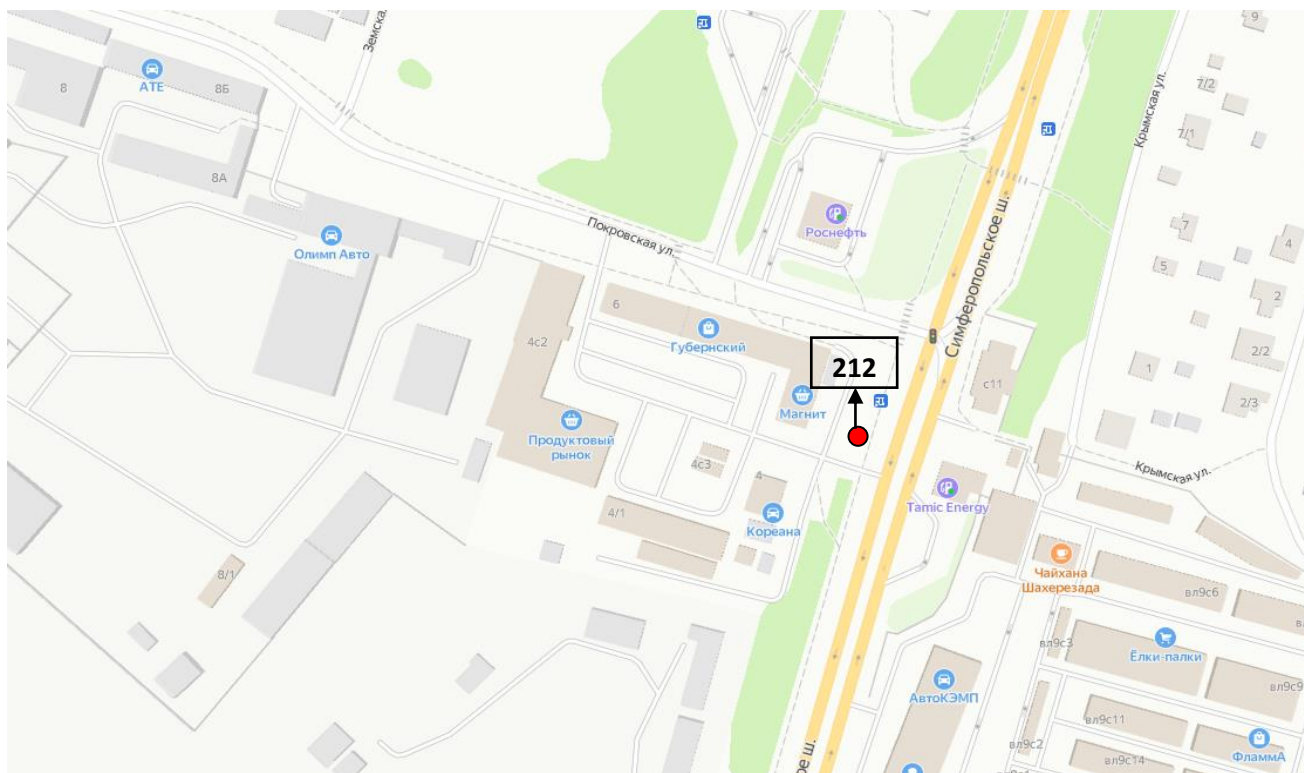 Земска
9
8
АТЕ
8Б
7/2
Крымская ул.
7/1
8А
Роснефть
Покровская ул.
Симферопольское ш.
7
4
Олимп Авто
5
2
6
4с2
Губернский
212
с11
1
2/2
2/3
Магнит
Продуктовый
рынок
4с3
4
Крымская ул.
Tamic Energy
4/1
Кореана
Чайхана
Шахерезада
8/1
вл9с6
в
вл9с3
Ёлки-палки
АвтоКЭМП
вл9с9
вл9с11
ое ш.
вл9с2
вл9с14
ФламмА